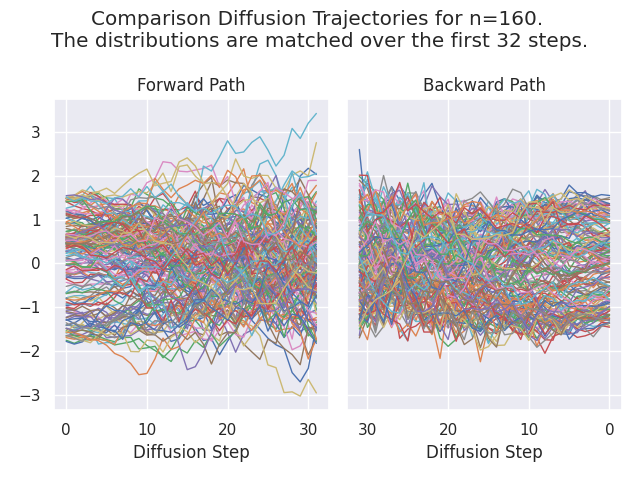 Comparison Diffusion Trajectories for n=160.
The distributions are matched over the first 32 steps.
Forward Path
Backward Path
3
2
1
0
−1
−2
−3
0
10
20
30
30
20
10
0
Diffusion Step
Diffusion Step